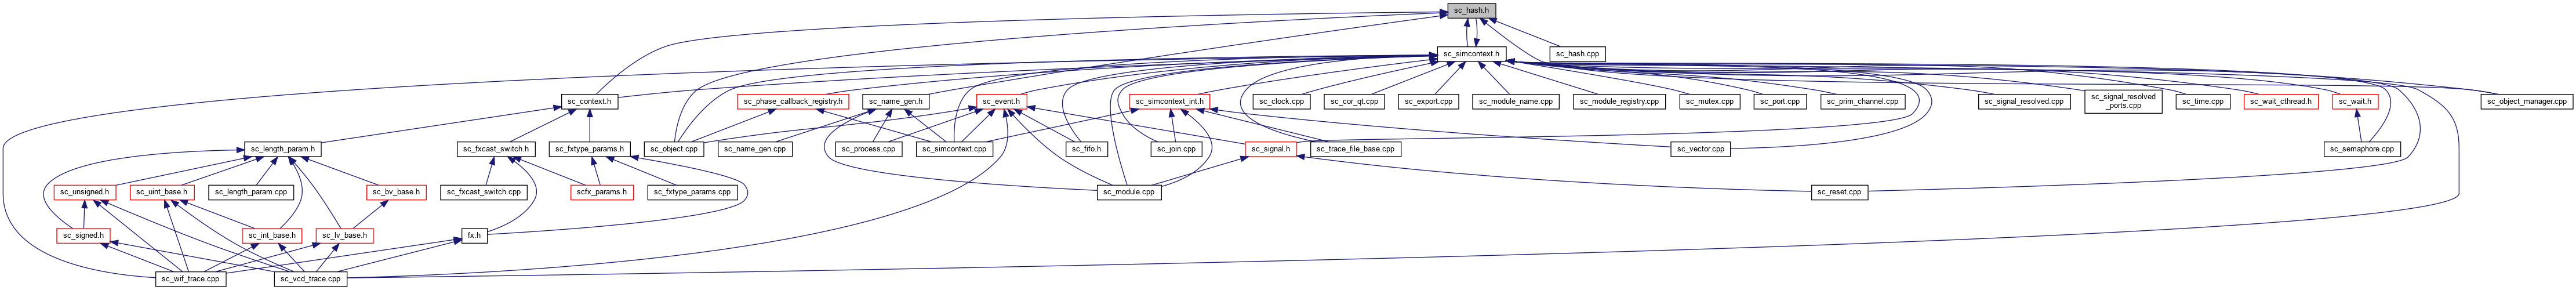 sc_hash.h
sc_simcontext.h
sc_hash.cpp
sc_context.h
sc_phase_callback_registry.h
sc_name_gen.h
sc_event.h
sc_simcontext_int.h
sc_clock.cpp
sc_cor_qt.cpp
sc_export.cpp
sc_module_name.cpp
sc_module_registry.cpp
sc_mutex.cpp
sc_port.cpp
sc_prim_channel.cpp
sc_signal_resolved.cpp
sc_signal_resolved
_ports.cpp
sc_time.cpp
sc_wait_cthread.h
sc_wait.h
sc_object_manager.cpp
sc_length_param.h
sc_fxcast_switch.h
sc_fxtype_params.h
sc_object.cpp
sc_name_gen.cpp
sc_process.cpp
sc_simcontext.cpp
sc_fifo.h
sc_join.cpp
sc_signal.h
sc_trace_file_base.cpp
sc_vector.cpp
sc_semaphore.cpp
sc_unsigned.h
sc_uint_base.h
sc_length_param.cpp
sc_bv_base.h
sc_fxcast_switch.cpp
scfx_params.h
sc_fxtype_params.cpp
sc_module.cpp
sc_reset.cpp
sc_signed.h
sc_int_base.h
sc_lv_base.h
fx.h
sc_wif_trace.cpp
sc_vcd_trace.cpp